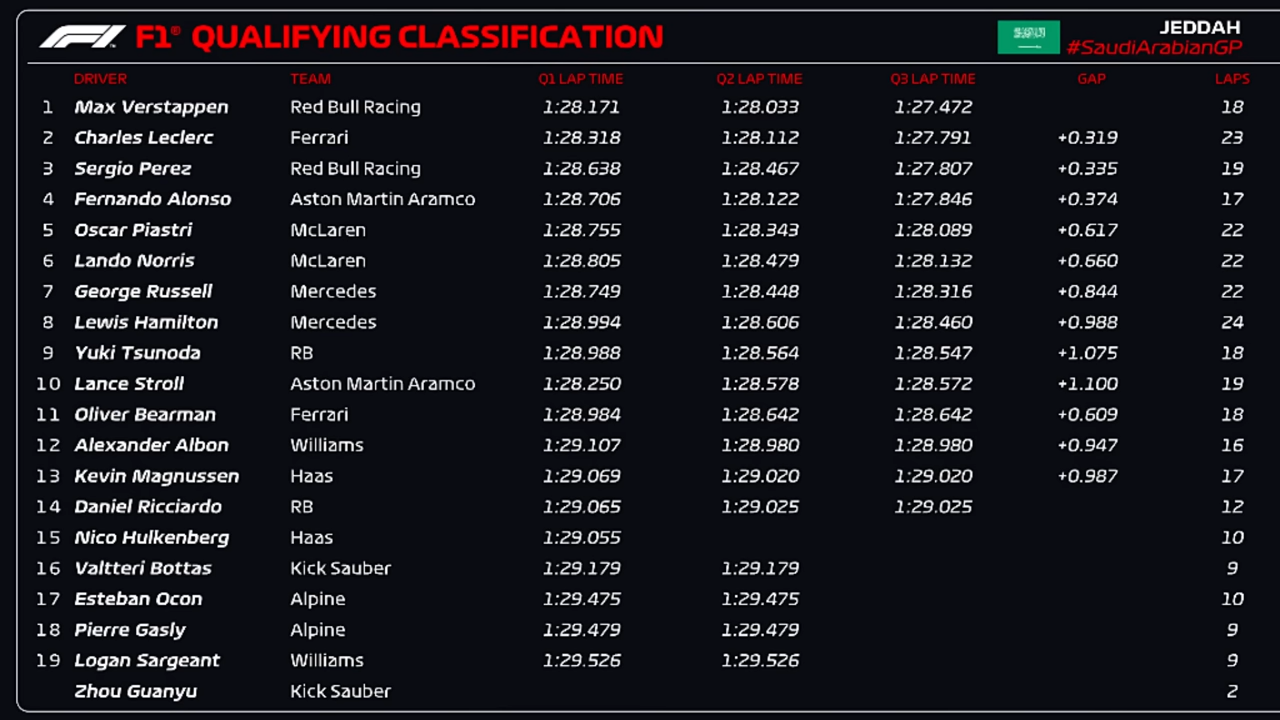 F1® QUALIFYING CLASSIFICATION
JEDDAH
#SaudiArabianGP
DRIVER TEAM Q1 LAP TIME Q2 LAP TIME Q3 LAP TIME GAP LAPS
1 Max Verstappen Red Bull Racing 1:28.171 1:28.033 1:27.472 18
2 Charles Leclerc Ferrari 1:28.318 1:28.112 1:27.791 +0.319 23
3 Sergio Perez Red Bull Racing 1:28.638 1:28.467 1:27.807 +0.335 19
4 Fernando Alonso Aston Martin Aramco 1:28.706 1:28.122 1:27.846 +0.374 17
5 Oscar Piastri McLaren 1:28.755 1:28.343 1:28.089 +0.617 22
6 Lando Norris McLaren 1:28.805 1:28.479 1:28.132 +0.660 22
7 George Russell Mercedes 1:28.749 1:28.448 1:28.316 +0.844 22
8 Lewis Hamilton Mercedes 1:28.994 1:28.606 1:28.460 +0.988 24
9 Yuki Tsunoda RB 1:28.988 1:28.564 1:28.547 +1.075 18
10 Lance Stroll Aston Martin Aramco 1:28.250 1:28.578 1:28.572 +1.100 19
11 Oliver Bearman Ferrari 1:28.984 1:28.642 1:28.642 +0.609 18
12 Alexander Albon Williams 1:29.107 1:28.980 1:28.980 +0.947 16
13 Kevin Magnussen Haas 1:29.069 1:29.020 1:29.020 +0.987 17
14 Daniel Ricciardo RB 1:29.065 1:29.025 1:29.025 12
15 Nico Hulkenberg Haas 1:29.055 10
16 Valtteri Bottas Kick Sauber 1:29.179 1:29.179 9
17 Esteban Ocon Alpine 1:29.475 1:29.475 10
18 Pierre Gasly Alpine 1:29.479 1:29.479 9
19 Logan Sargeant Williams 1:29.526 1:29.526 9
Zhou Guanyu Kick Sauber 2